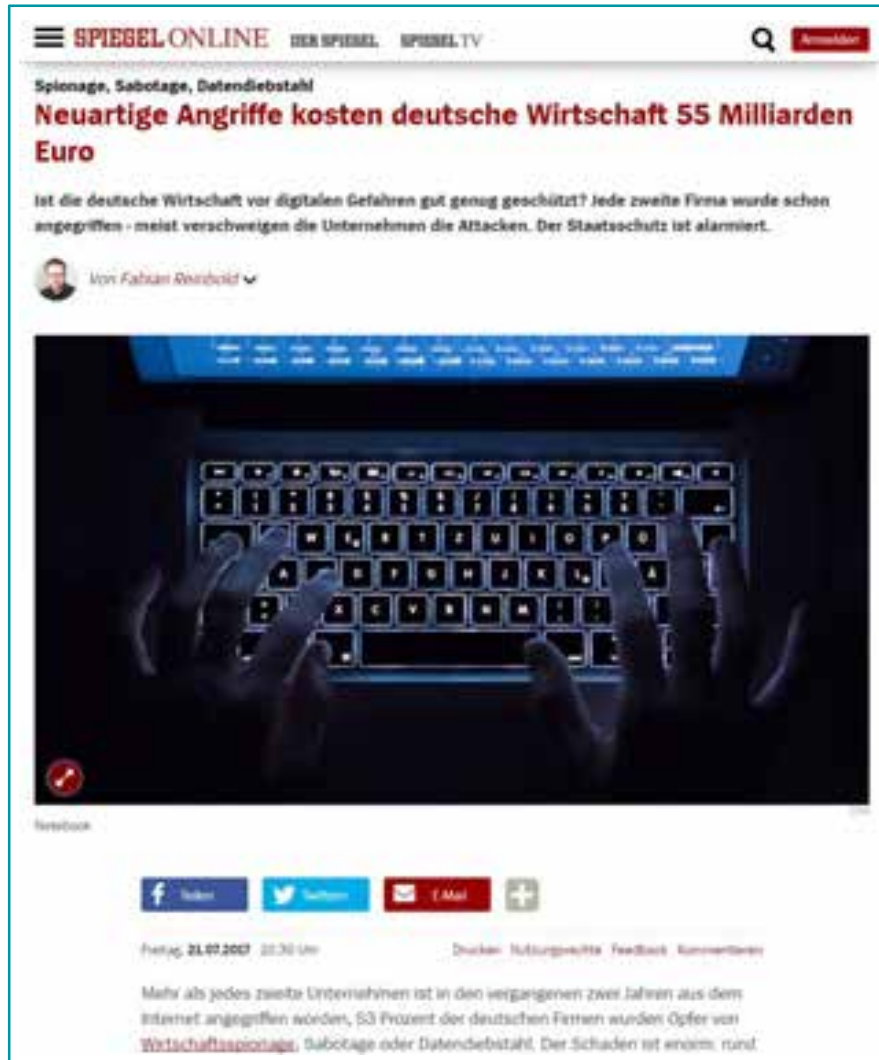 SPIEGEL ONLINE DER SPIEGEL SPIEGEL TV Anmelden
Spionage, Sabotage, Datendiebstahl
Neuartige Angriffe kosten deutsche Wirtschaft 55 Milliarden
Euro
Ist die deutsche Wirtschaft vor digitalen Gefahren gut genug geschützt? Jede zweite Firma wurde schon
angegriffen - meist verschweigen die Unternehmen die Attacken. Der Staatsschutz ist alarmiert.
Von Fabian Reinbold
W E R T Z U I O P Ü
A D F G H J K L Ä
X C V B N M
Notebook
Teilen Twittern E-Mail
Freitag, 21.07.2017 Uhr
Drucken Nutzungsrechte Feedback Kommentieren
Mehr als jedes zweite Unternehmen ist in den vergangenen zwei Jahren aus dem
Internet angegriffen worden, 53 Prozent der deutschen Firmen wurden Opfer von
Wirtschaftsspionage, Sabotage oder Datendiebstahl. Der Schaden ist enorm: rund